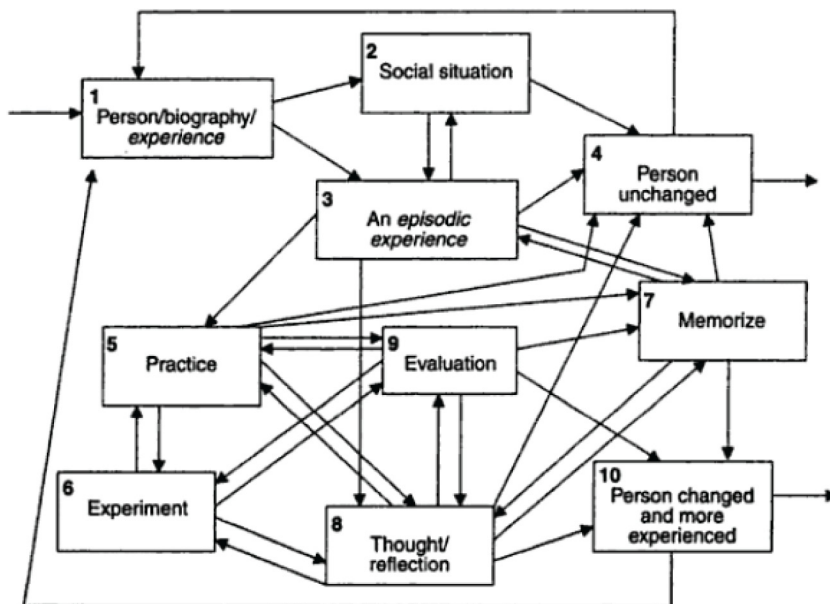 1
Person/biography/
experience
2
Social situation
3
An episodic
experience
4
Person
unchanged
5
Practice
6
Experiment
7
Memorize
8
Thought/
reflection
9
Evaluation
10
Person changed
and more
experienced